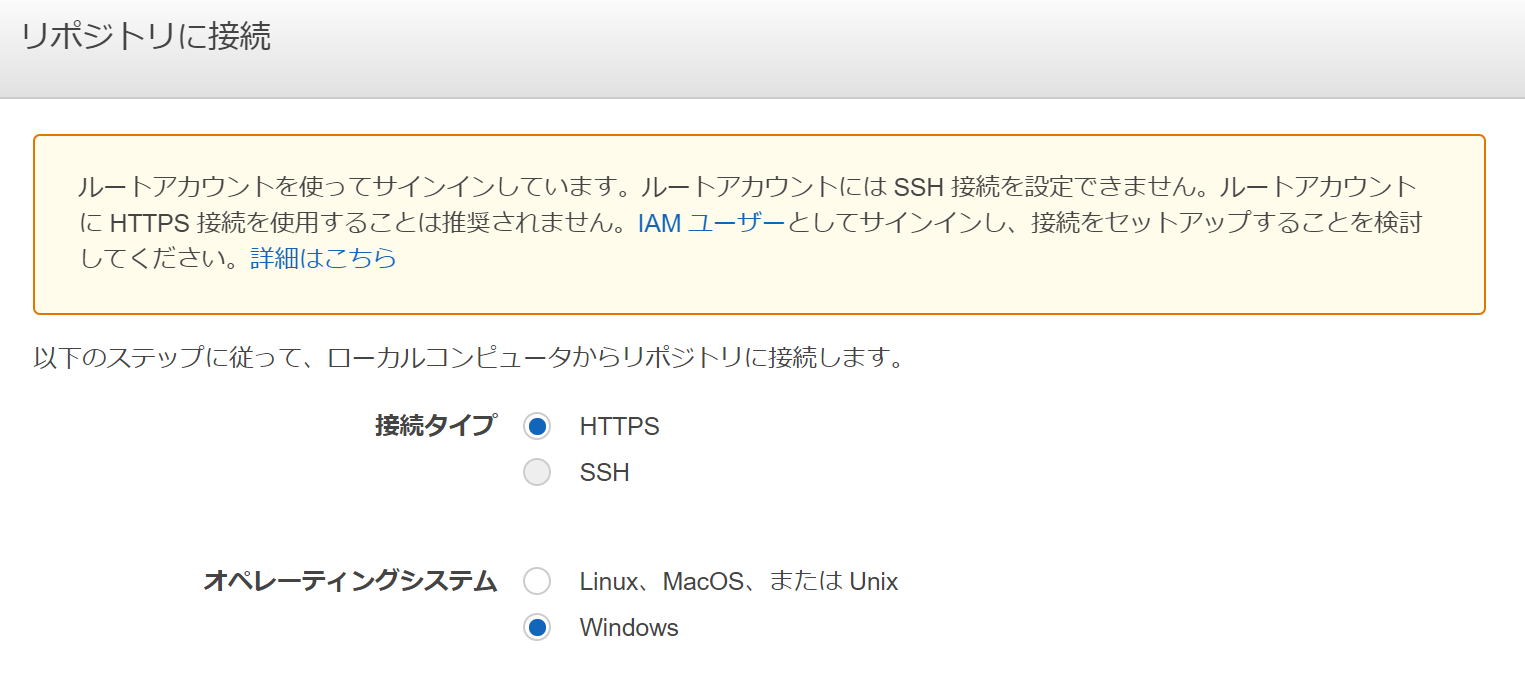 リポジトリに接続
ルートアカウントを使ってサインインしています。ルートアカウントには SSH 接続を設定できません。ルートアカウント
に HTTPS 接続を使用することは推奨されません。IAM ユーザーとしてサインインし、接続をセットアップすることを検討
してください。詳細はこちら
以下のステップに従って、ローカルコンピュータからリポジトリに接続します。
接続タイプ HTTPS
SSH
オペレーティングシステム Linux、MacOS、または Unix
Windows